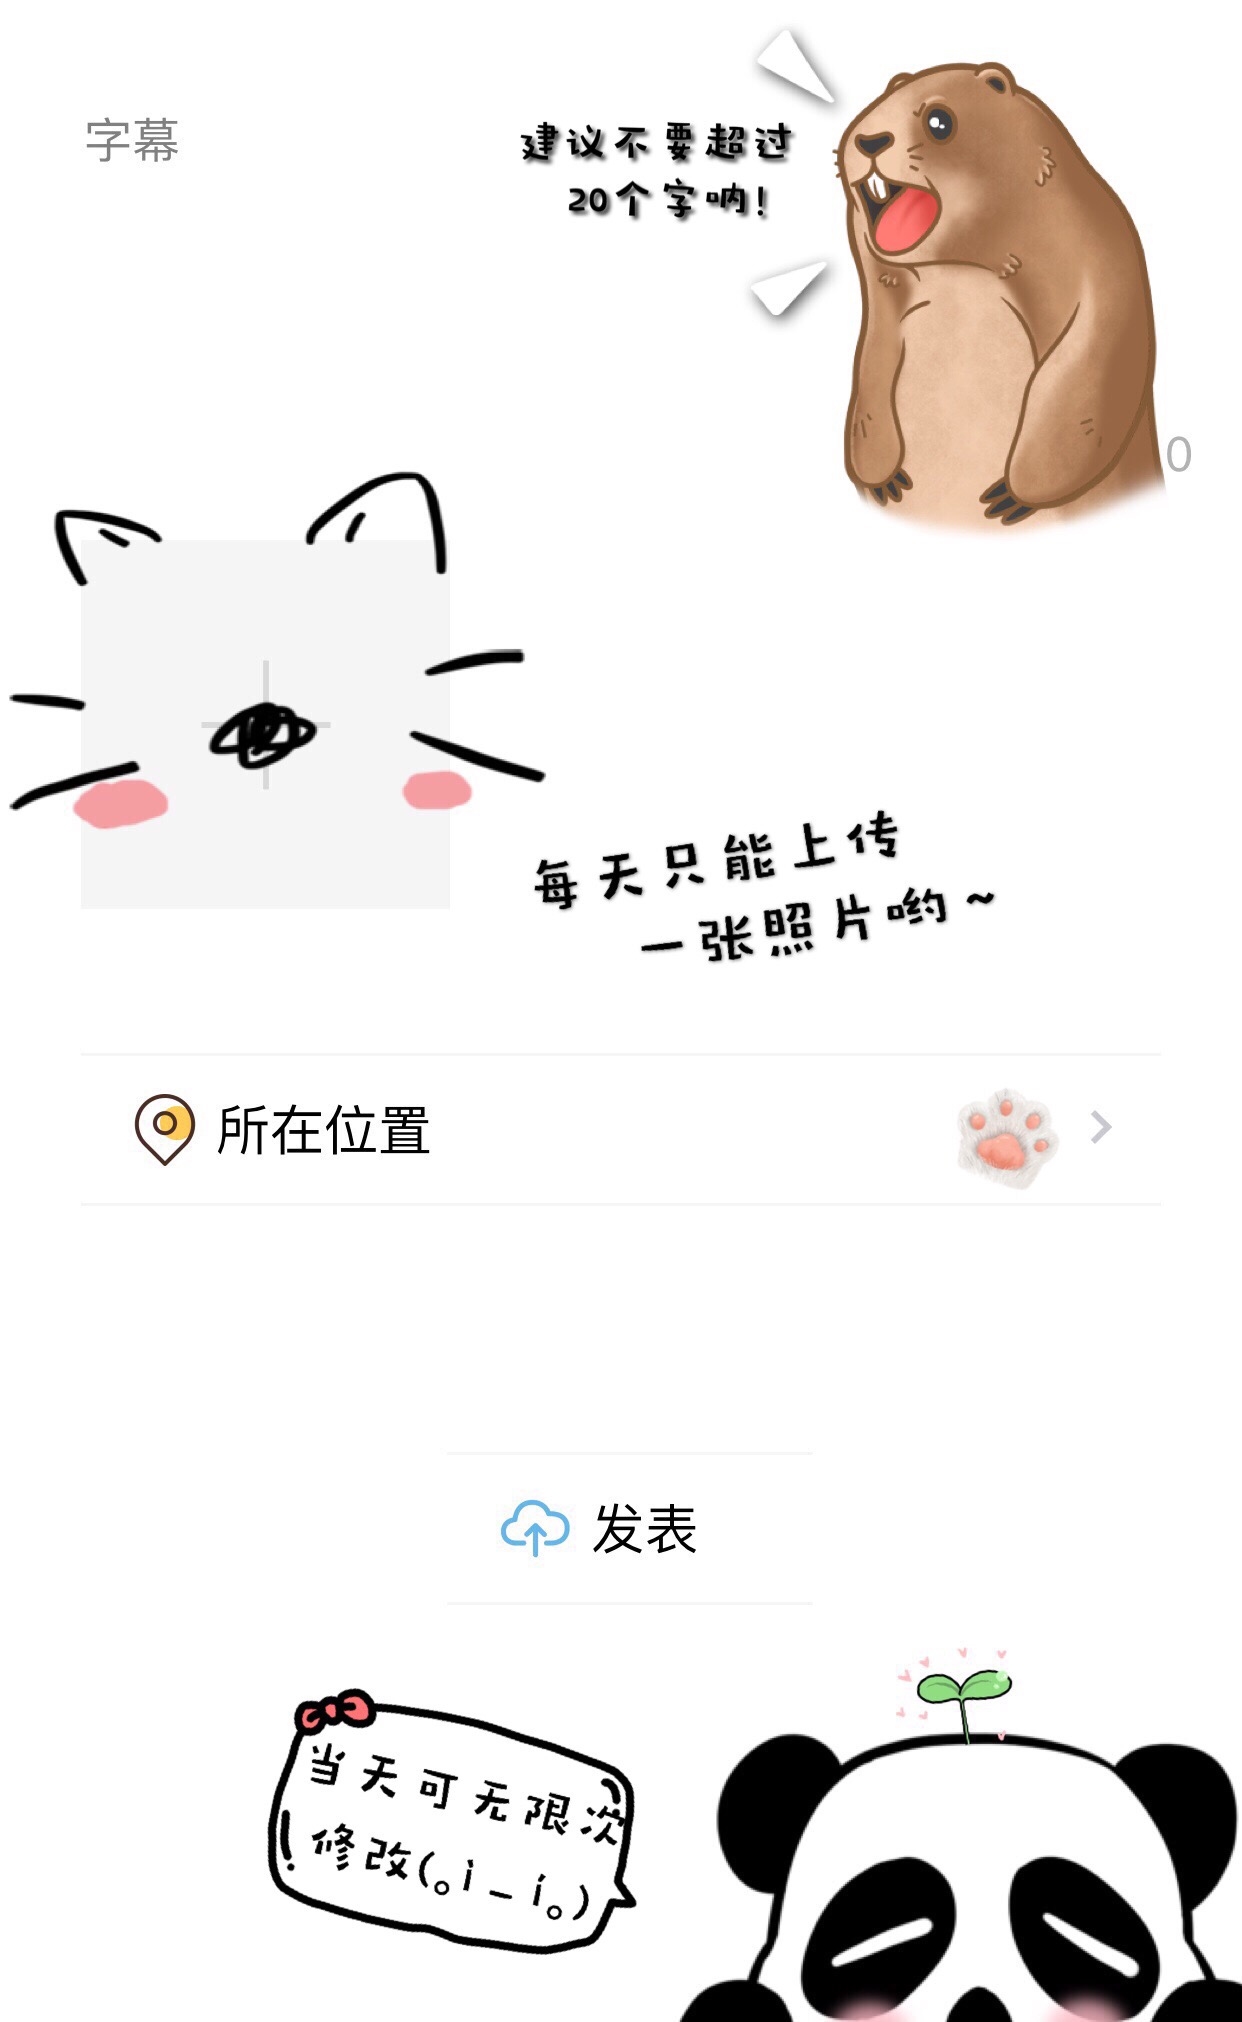 字幕
建议不要超过
20个字呐！
0
每天只能上传
一张照片哟~
所在位置
发表
当天可无限次
修改(｡í _ ì｡)